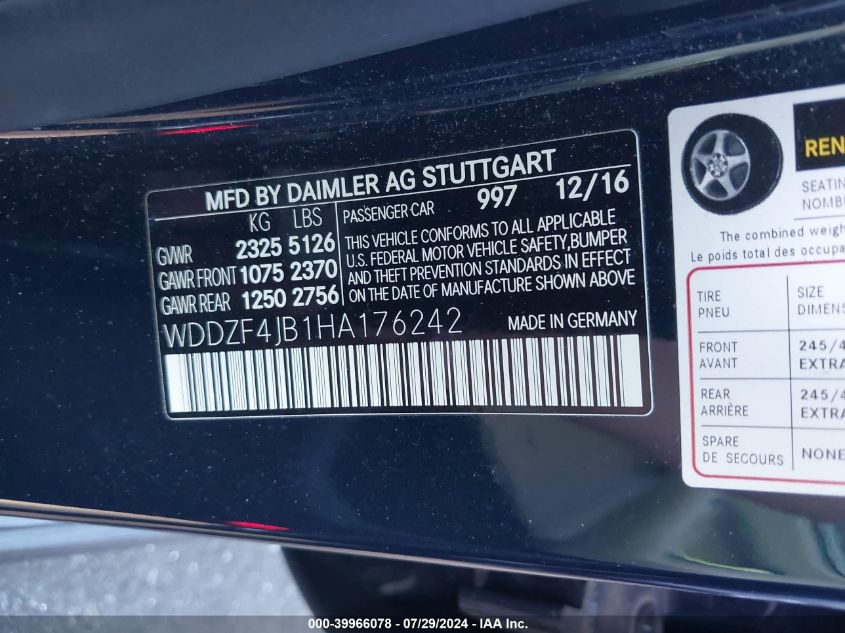 MFD BY DAIMLER AG STUTTGART
KG LBS
PASSENGER CAR 997 12/16
GVWR 2325 5126
GAWR FRONT 1075 2370
GAWR REAR 1250 2756
THIS VEHICLE CONFORMS TO ALL APPLICABLE
U.S. FEDERAL MOTOR VEHICLE SAFETY,BUMPER
AND THEFT PREVENTION STANDARDS IN EFFECT
ON THE DATE OF MANUFACTURE SHOWN ABOVE
WDDZF4JB1HA176242 MADE IN GERMANY
REN
SEATIN
NOMB
The combined weigh
Le poids total des occupa
TIRE SIZE
PNEU DIMENS
FRONT 245/4
AVANT EXTRA
REAR 245/4
ARRIÈRE EXTRA
SPARE
DE SECOURS NONE
000-39966078 / 07/29/2024 - IAA Inc.